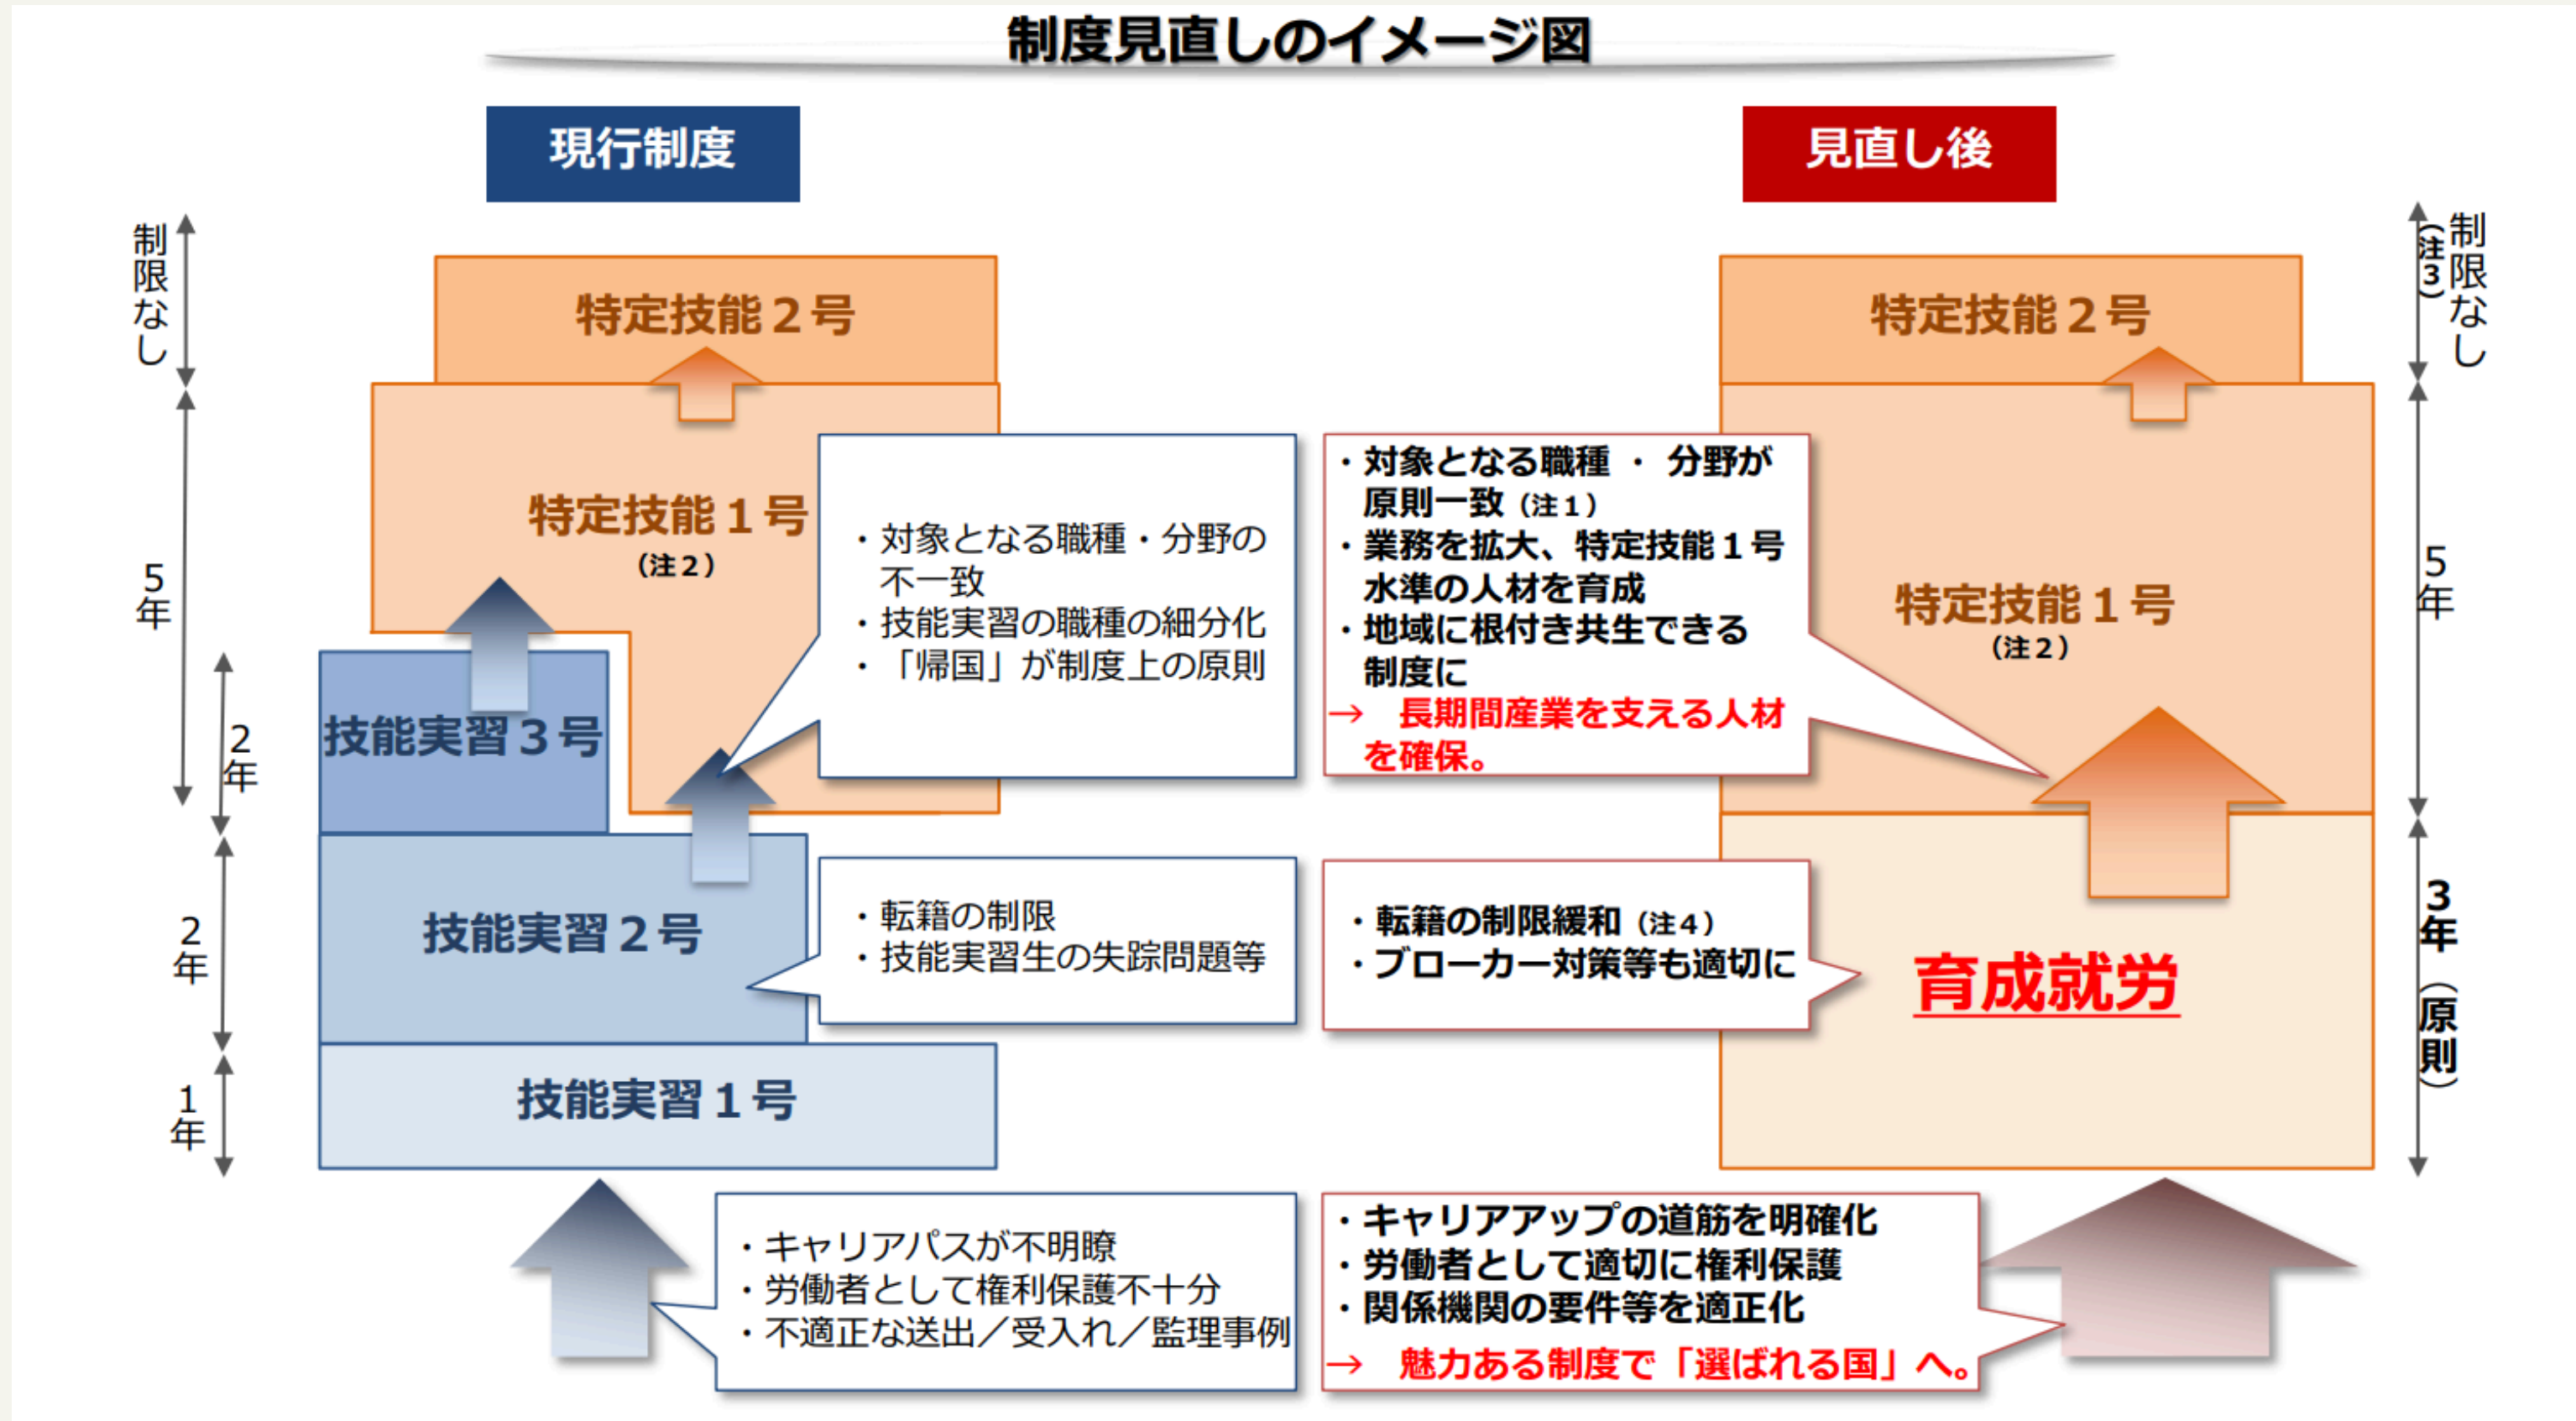 制度見直しのイメージ図
現行制度
制限なし
5年
2年
2年
1年
特定技能２号
特定技能１号
（注２）
技能実習３号
技能実習２号
技能実習１号
・対象となる職種・分野の
不一致
・技能実習の職種の細分化
・「帰国」が制度上の原則
・転籍の制限
・技能実習生の失踪問題等
・キャリアパスが不明瞭
・労働者として権利保護不十分
・不適正な送出／受入れ／監理事例
見直し後
・対象となる職種 ・ 分野が
原則一致（注１）
・業務を拡大、特定技能１号
水準の人材を育成
・地域に根付き共生できる
制度に
→　長期間産業を支える人材
を確保。
・転籍の制限緩和（注４）
・ブローカー対策等も適切に
・キャリアアップの道筋を明確化
・労働者として適切に権利保護
・関係機関の要件等を適正化
→　魅力ある制度で「選ばれる国」へ。
特定技能２号
特定技能１号
（注２）
育成就労
制限なし
（注３）
5年
3年（原則）